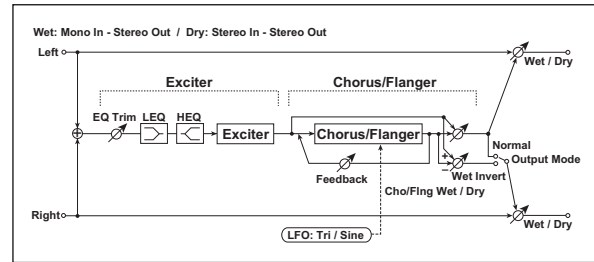 Wet: Mono In - Stereo Out / Dry: Stereo In - Stereo Out
Left
Wet / Dry
Exciter
Chorus/Flanger
EQ Trim
LEQ
HEQ
Exciter
Chorus/Flanger
Normal
Output Mode
+
−
Wet Invert
Feedback
Cho/Flng Wet / Dry
Right
LFO: Tri / Sine
Wet / Dry